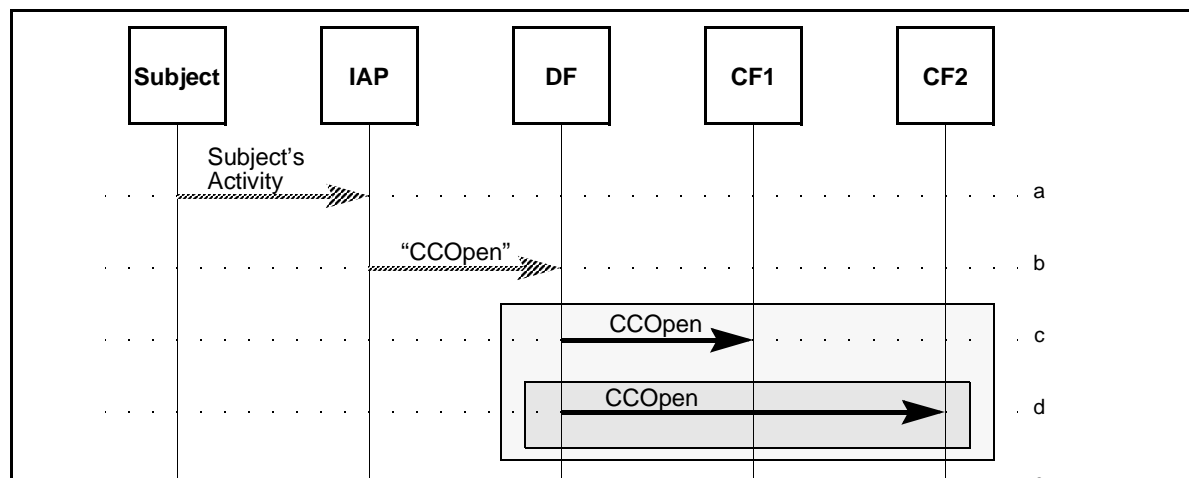 Subject IAP DF CF1 CF2
Subject's
Activity
a
“CCOpen”
b
CCOpen
c
CCOpen
d